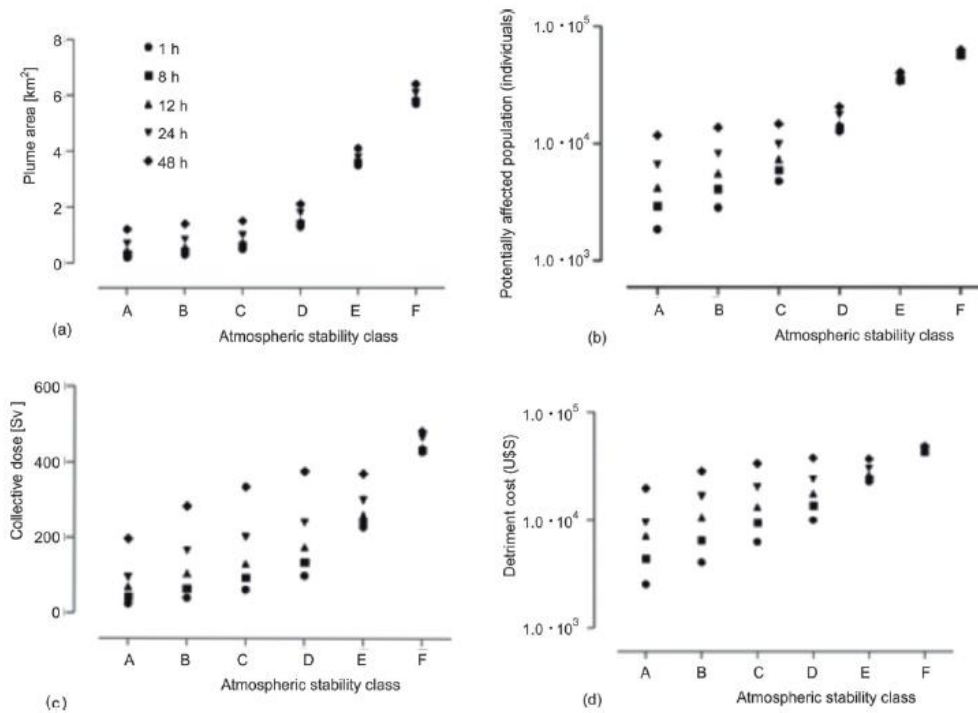 8
6
4
2
0
Plume area [km²]
1 h
8 h
12 h
24 h
48 h
A B C D E F
Atmospheric stability class
(a)
1.0 · 10⁵
1.0 · 10⁴
1.0 · 10³
Potentially affected population (individuals)
A B C D E F
Atmospheric stability class
(b)
600
400
200
0
Collective dose [Sv]
A B C D E F
Atmospheric stability class
(c)
1.0 · 10⁵
1.0 · 10⁴
1.0 · 10³
Detriment cost (U$S)
A B C D E F
Atmospheric stability class
(d)